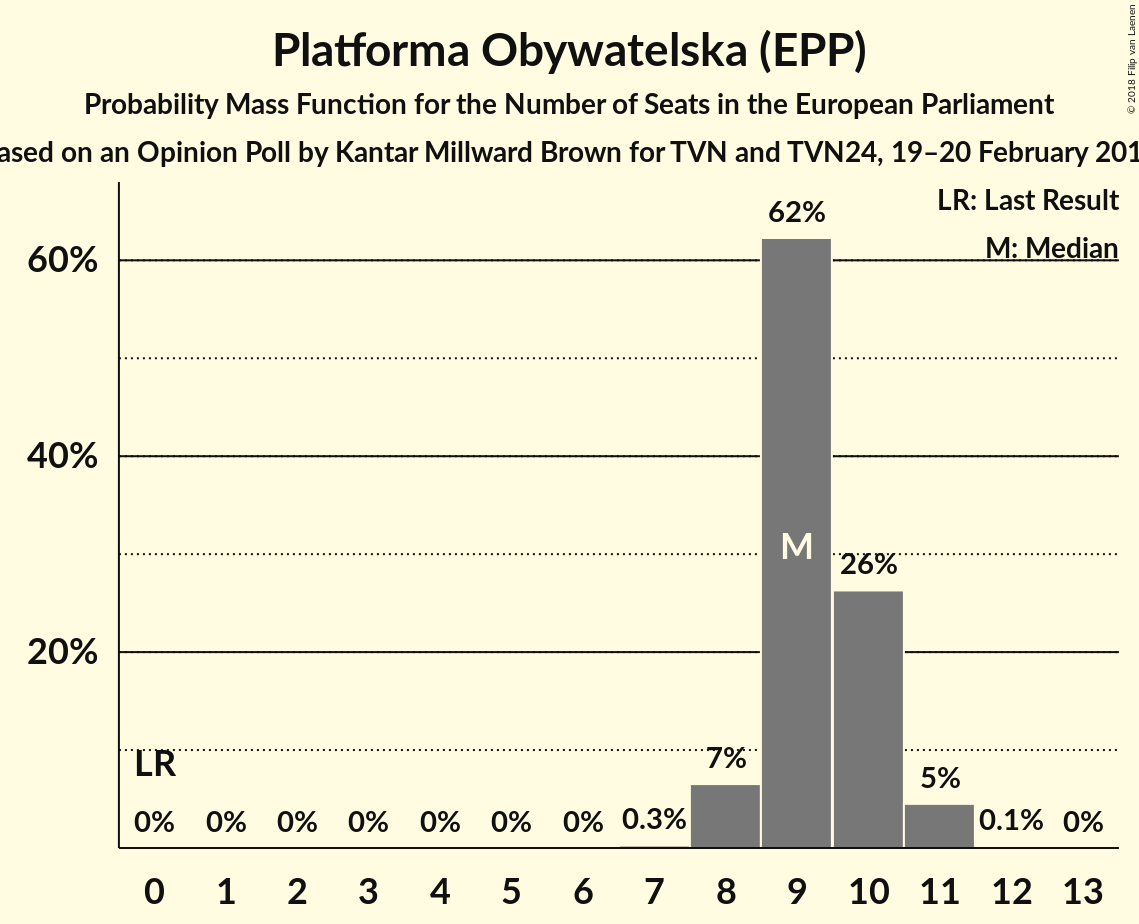 Platforma Obywatelska (EPP)
Probability Mass Function for the Number of Seats in the European Parliament
ased on an Opinion Poll by Kantar Millward Brown for TVN and TVN24, 19–20 February 201
© 2018 Filip van Laenen
LR: Last Result
M: Median
60%
40%
20%
62%
M
26%
LR
7%
5%
0%
0%
0%
0%
0%
0%
0%
0.3%
0.1%
0%
0 1 2 3 4 5 6 7 8 9 10 11 12 13